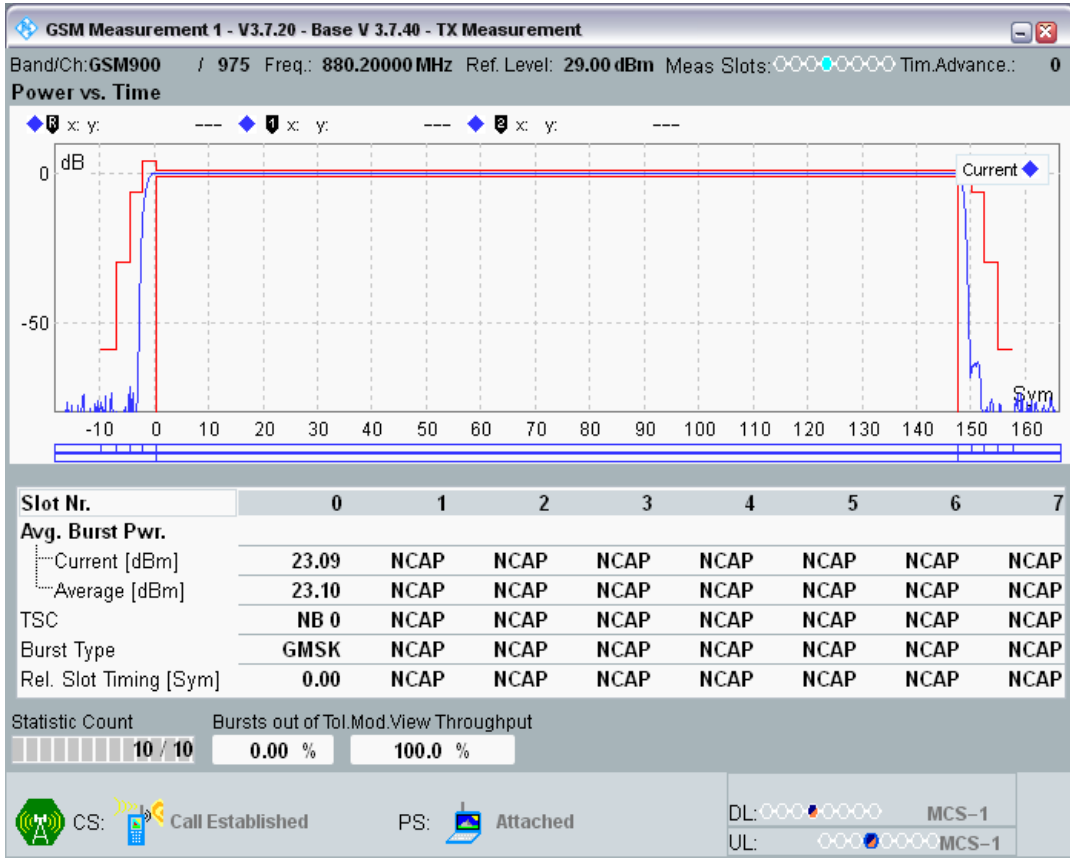 GSM Measurement 1 - V3.7.20 - Base V 3.7.40 - TX Measurement
Band/Ch:GSM900 / 975 Freq.: 880.20000 MHz Ref. Level: 29.00 dBm Meas Slots: Tim.Advance.: 0
Power vs. Time
R x: y: --- 1 x: y: --- 2 x: y: ---
dB
Current
0
-50
Sym
-10 0 10 20 30 40 50 60 70 80 90 100 110 120 130 140 150 160
Slot Nr. 0 1 2 3 4 5 6 7
Avg. Burst Pwr.
Current [dBm] 23.09 NCAP NCAP NCAP NCAP NCAP NCAP NCAP
Average [dBm] 23.10 NCAP NCAP NCAP NCAP NCAP NCAP NCAP
TSC NB 0 NCAP NCAP NCAP NCAP NCAP NCAP NCAP
Burst Type GMSK NCAP NCAP NCAP NCAP NCAP NCAP NCAP
Rel. Slot Timing [Sym] 0.00 NCAP NCAP NCAP NCAP NCAP NCAP NCAP
Statistic Count Bursts out of Tol.Mod.View Throughput
10 / 10 0.00 % 100.0 %
CS: Call Established PS: Attached
DL: MCS-1
UL: MCS-1